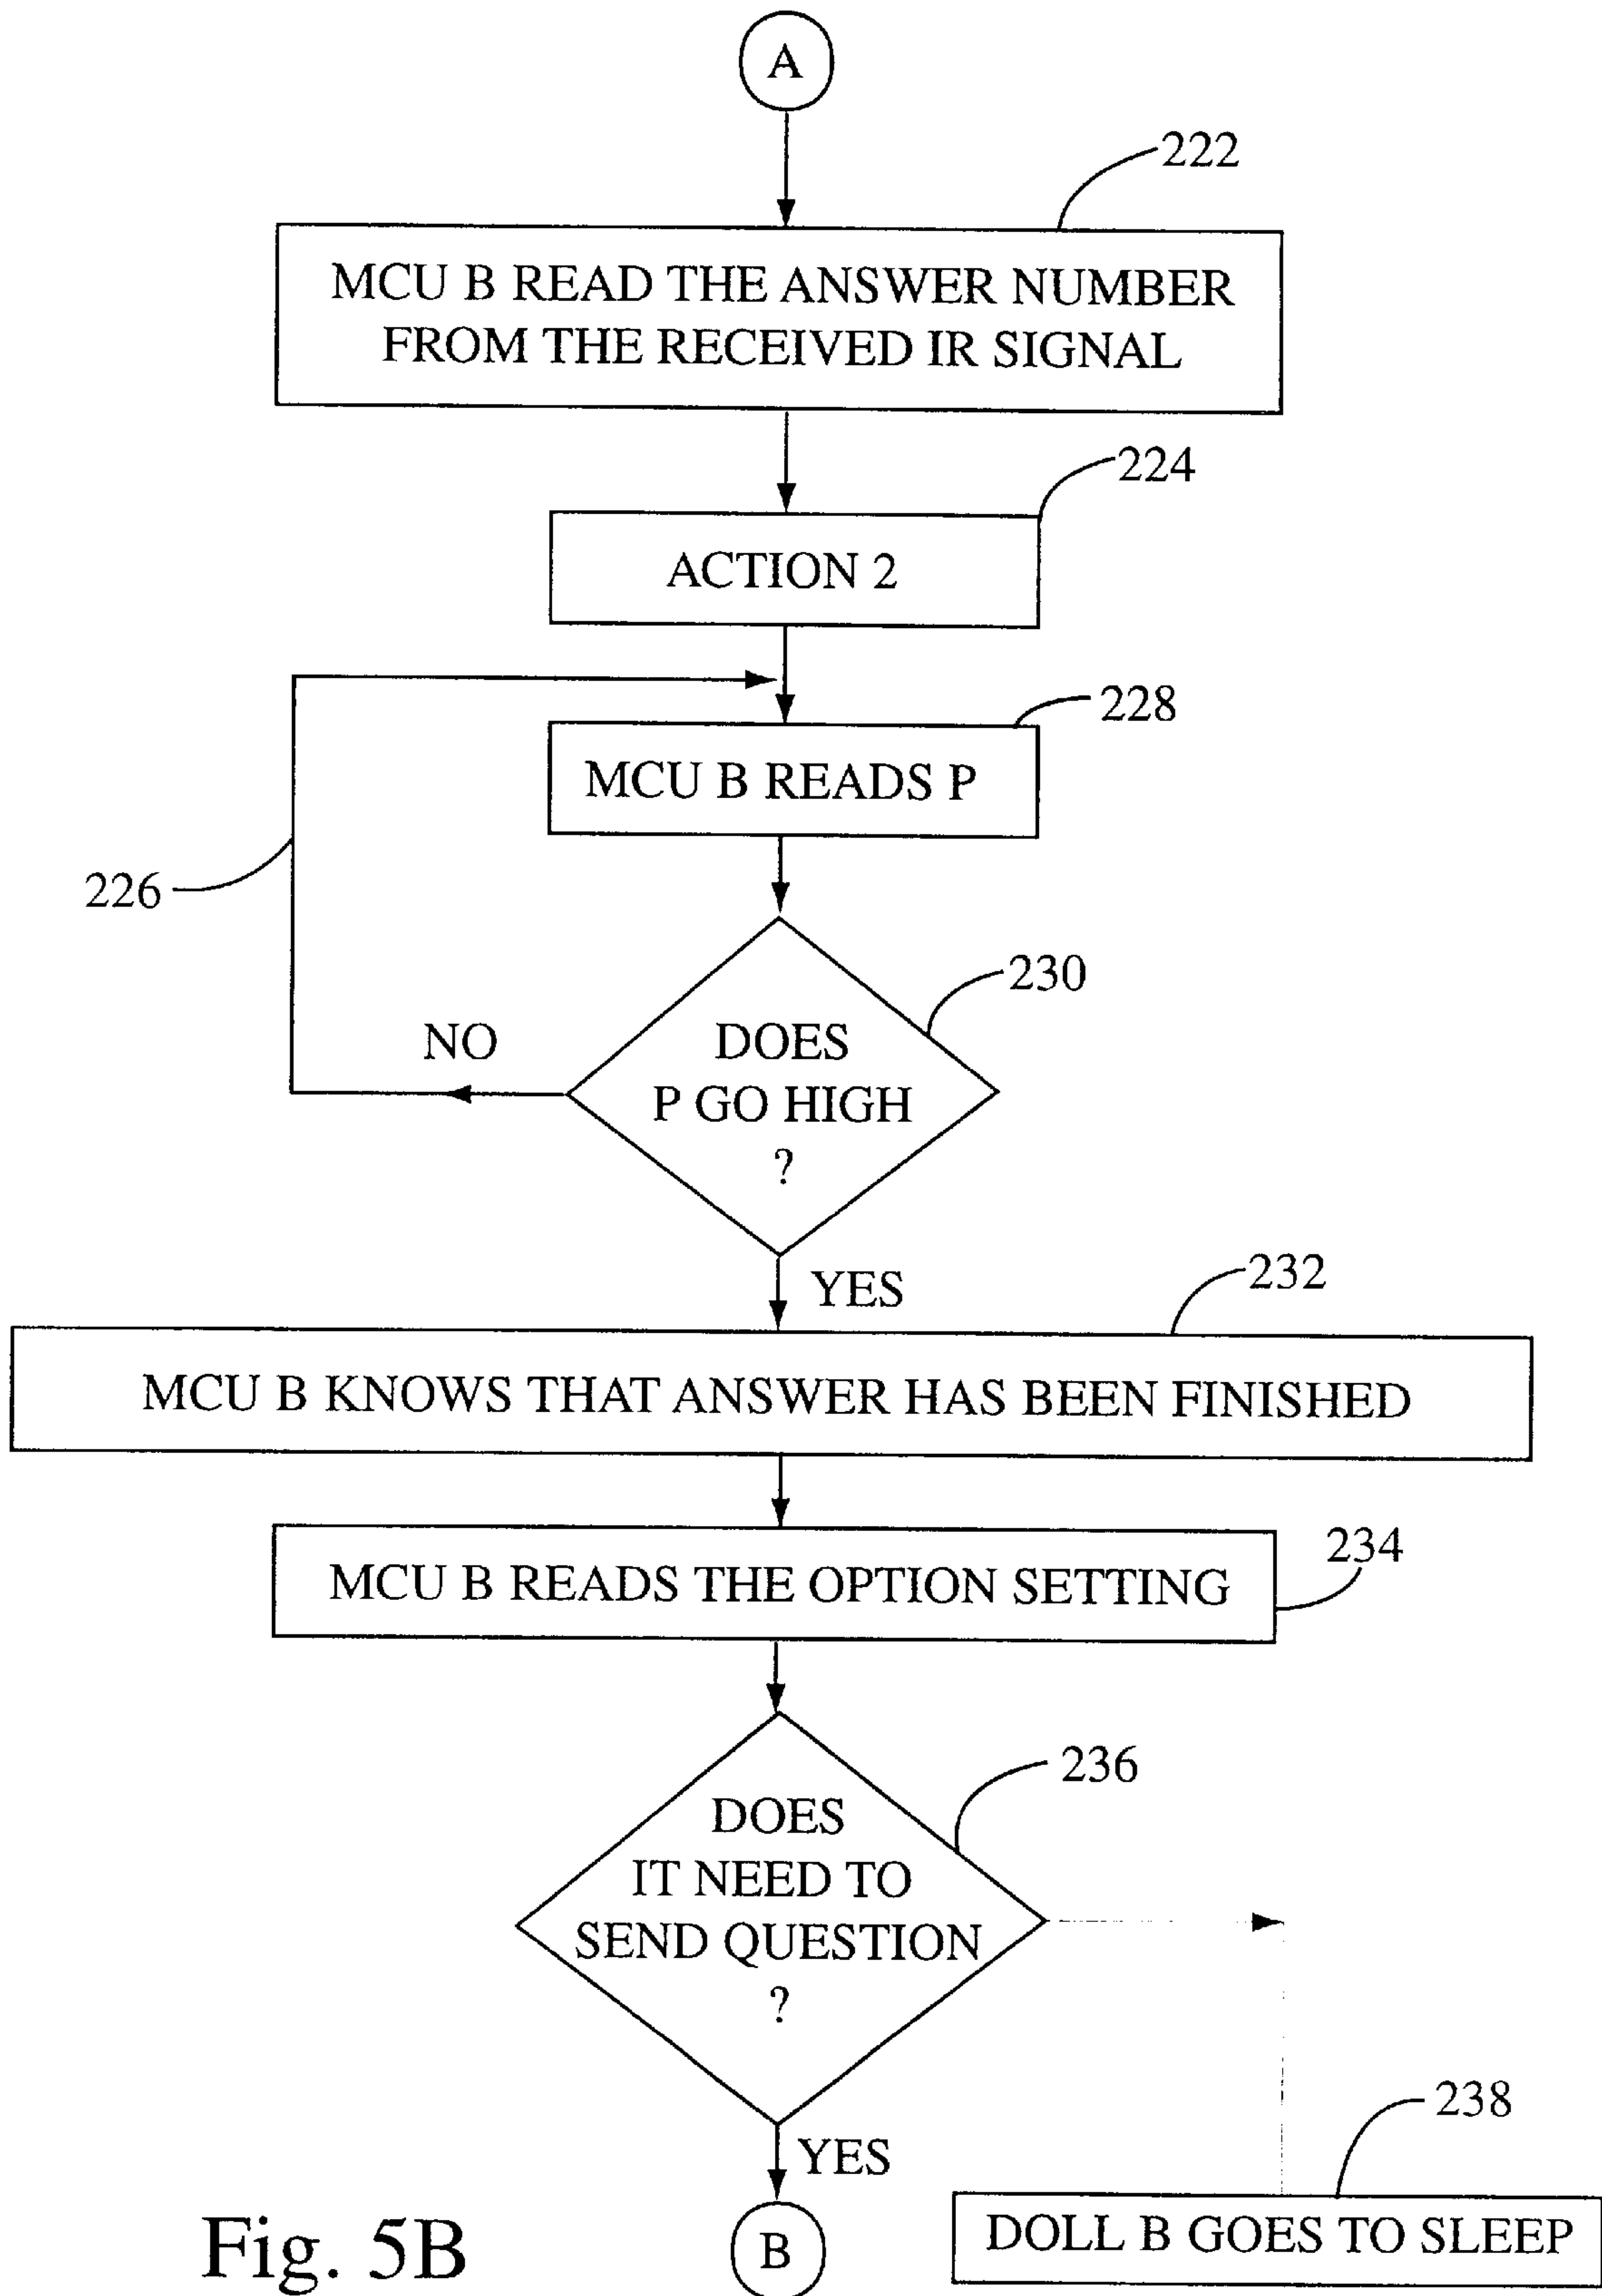 A
222
MCU B READ THE ANSWER NUMBER
FROM THE RECEIVED IR SIGNAL
224
ACTION 2
228
MCU B READS P
226
230
NO
DOES
P GO HIGH
?
YES
232
MCU B KNOWS THAT ANSWER HAS BEEN FINISHED
234
MCU B READS THE OPTION SETTING
236
DOES
IT NEED TO
SEND QUESTION
?
238
YES
DOLL B GOES TO SLEEP
B
Fig. 5B